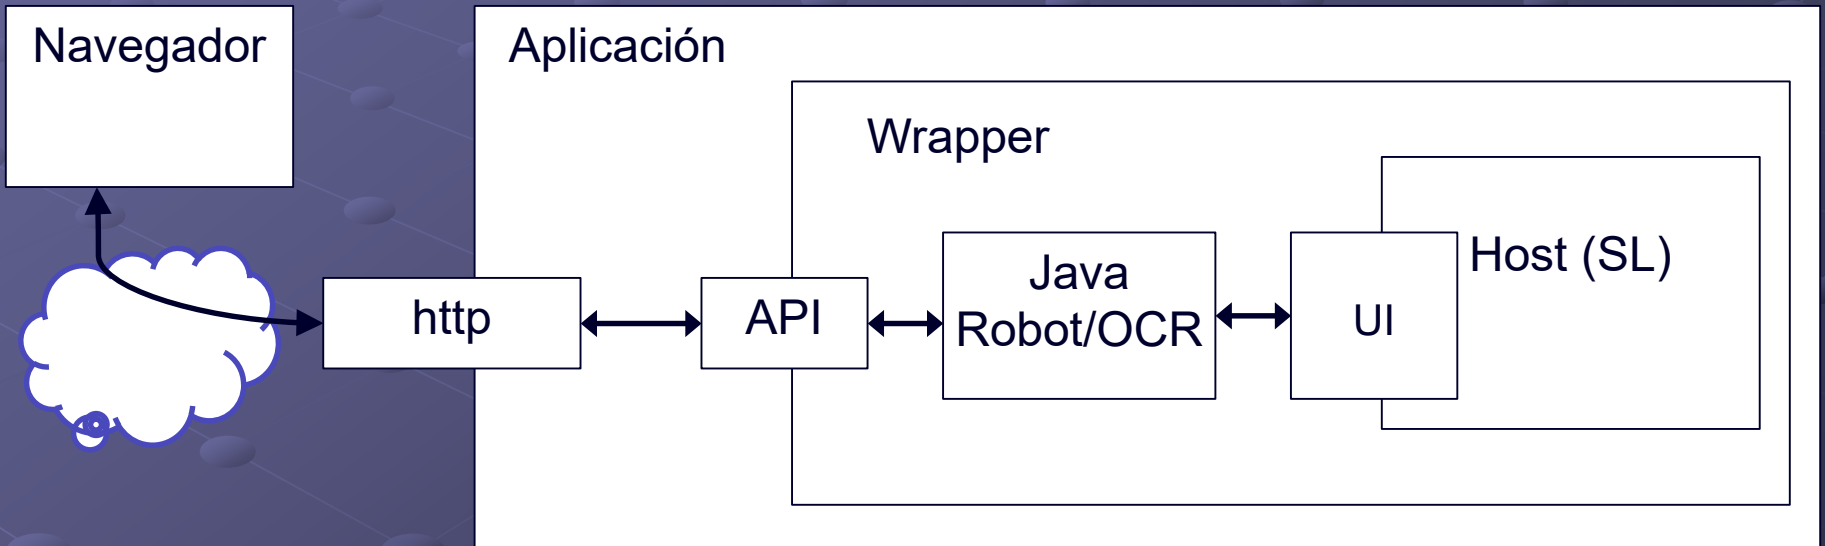 Navegador
Aplicación
Wrapper
Host (SL)
Java
Robot/OCR
http
API
UI